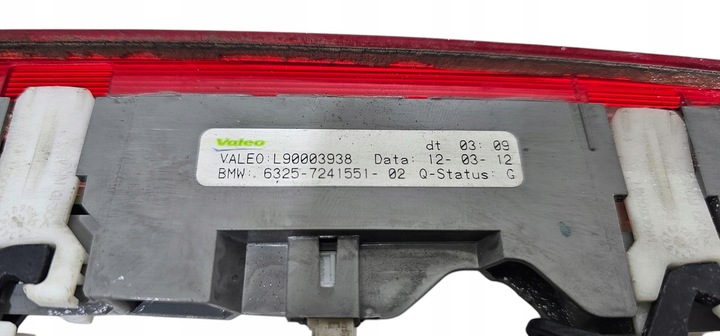 Valeo dt 03: 09
VALEO:L90003938 Data: 12- 03- 12
BMW:. 6325-7241551- 02 Q-Status: G